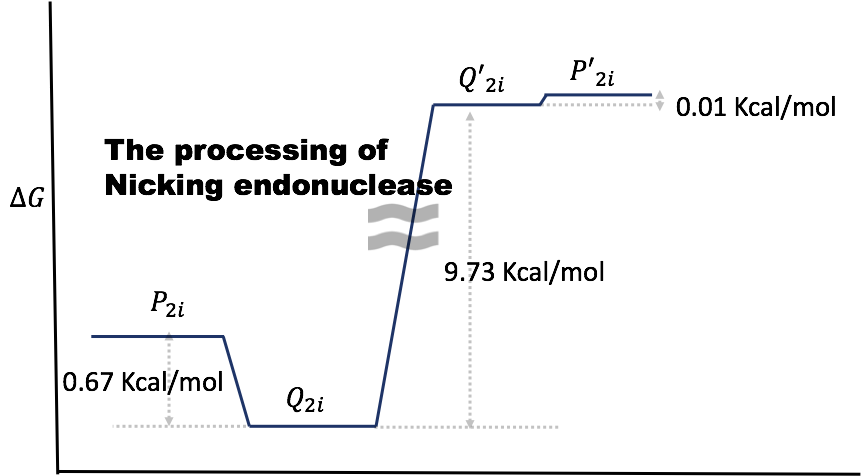 Q′₂ᵢ
P′₂ᵢ
0.01 Kcal/mol
The processing of
Nicking endonuclease
ΔG
9.73 Kcal/mol
P₂ᵢ
0.67 Kcal/mol
Q₂ᵢ